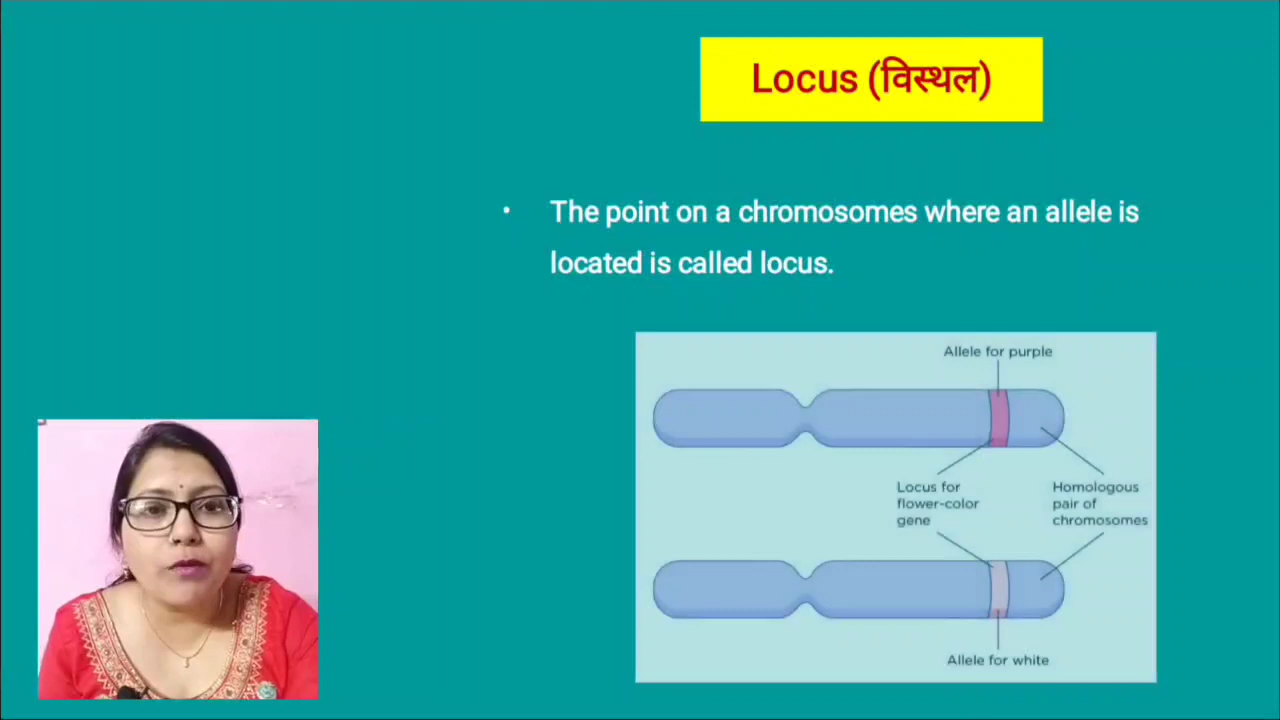 Locus (विस्थल)
• The point on a chromosomes where an allele is
located is called locus.
Allele for purple
Locus for
flower-color
gene
Homologous
pair of
chromosomes
Allele for white